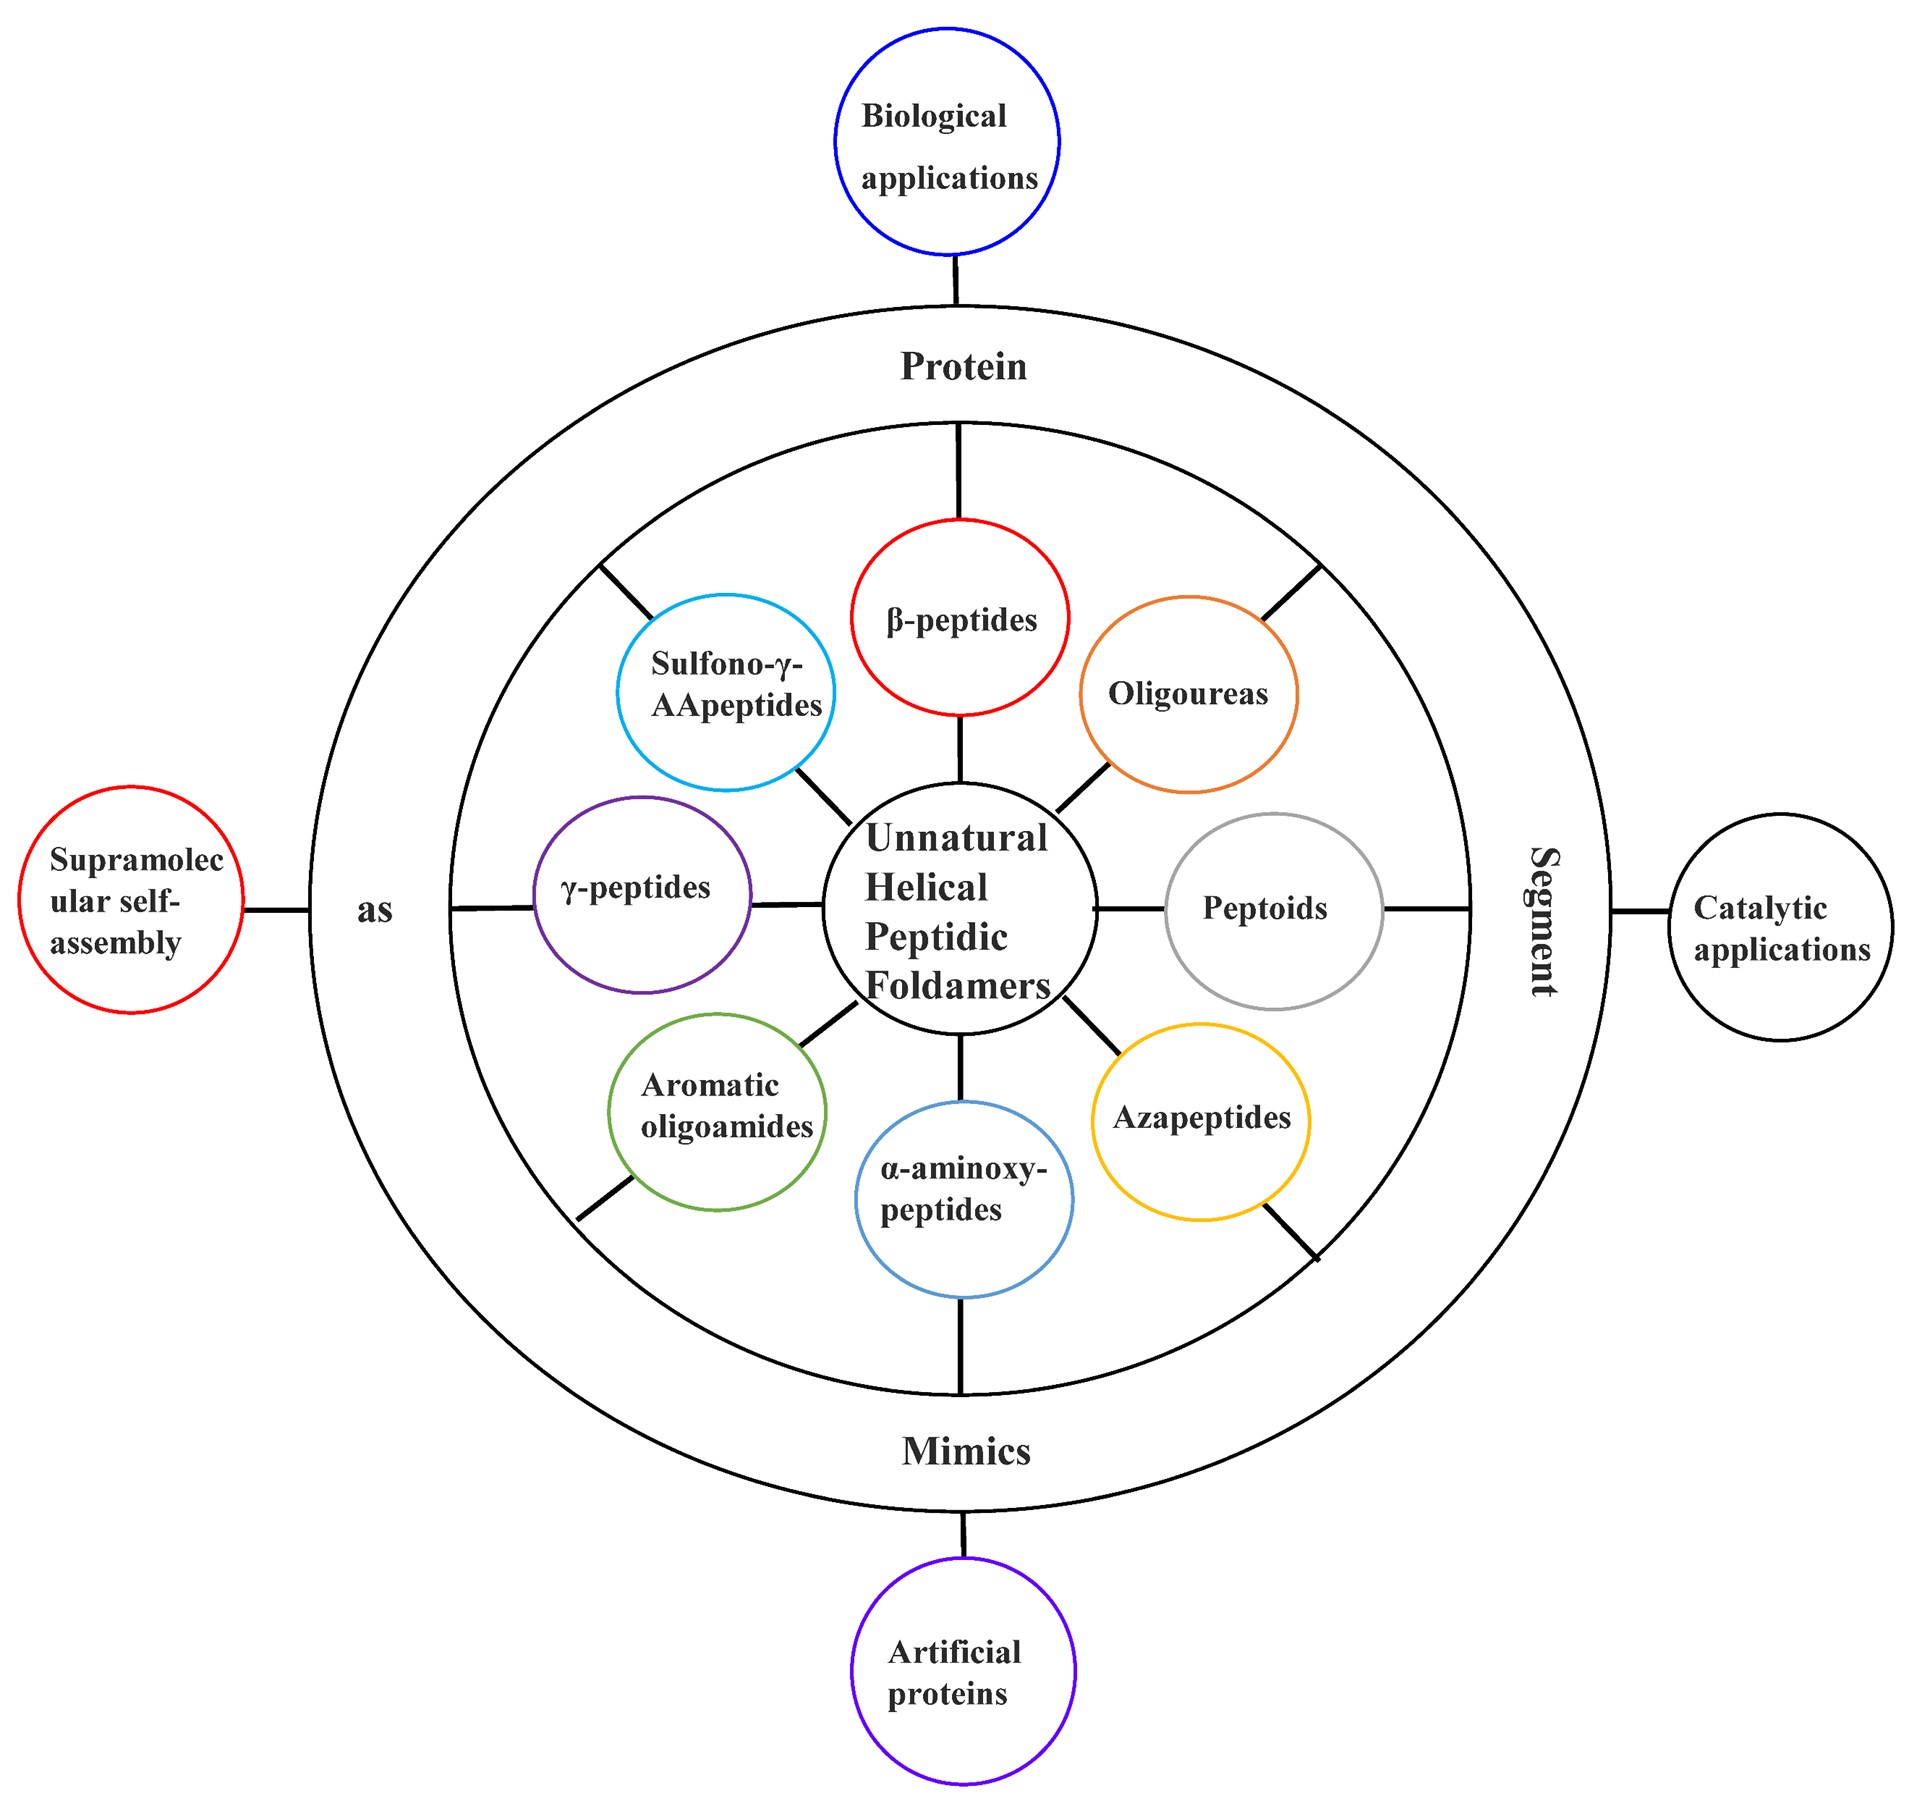 Biological
applications
Protein
β-peptides
Sulfono-γ-
AApeptides
Oligoureas
Supramolec
ular self-
assembly
as
γ-peptides
Unnatural
Helical
Peptidic
Foldamers
Peptoids
Segment
Catalytic
applications
Aromatic
oligoamides
α-aminoxy-
peptides
Azapeptides
Mimics
Artificial
proteins